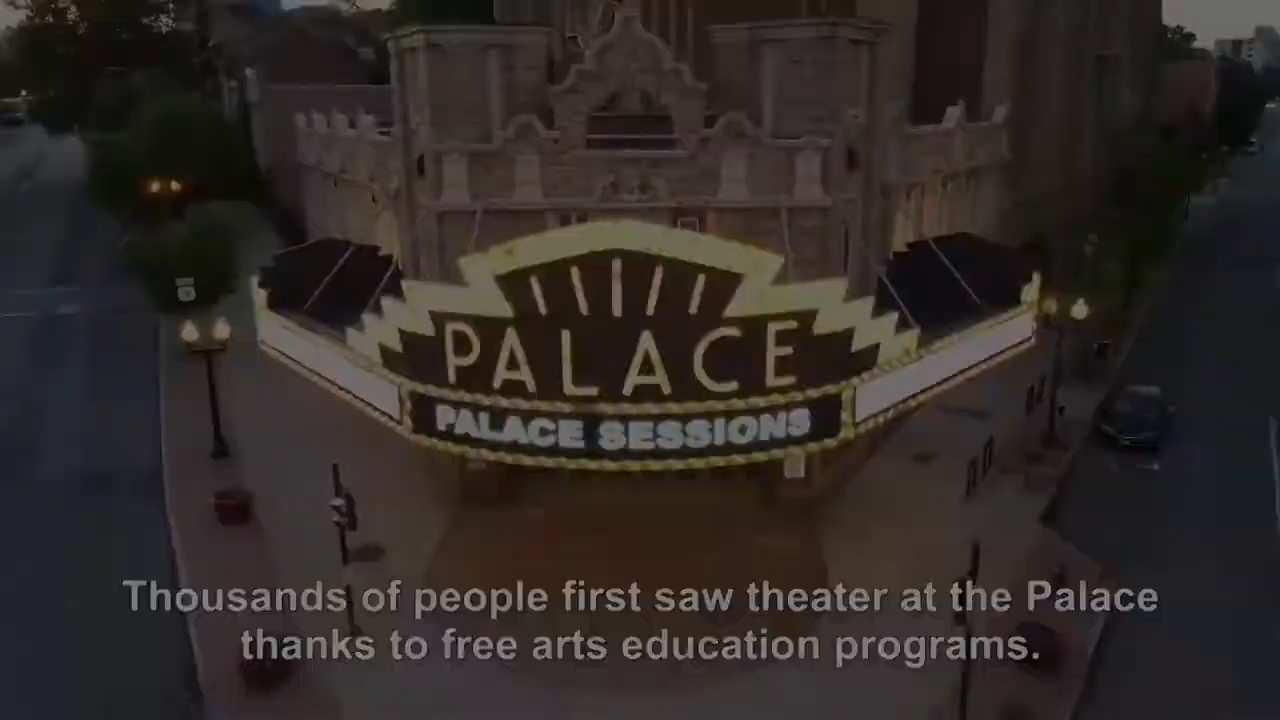 PALACE
PALACE SESSIONS
Thousands of people first saw theater at the Palace
thanks to free arts education programs.